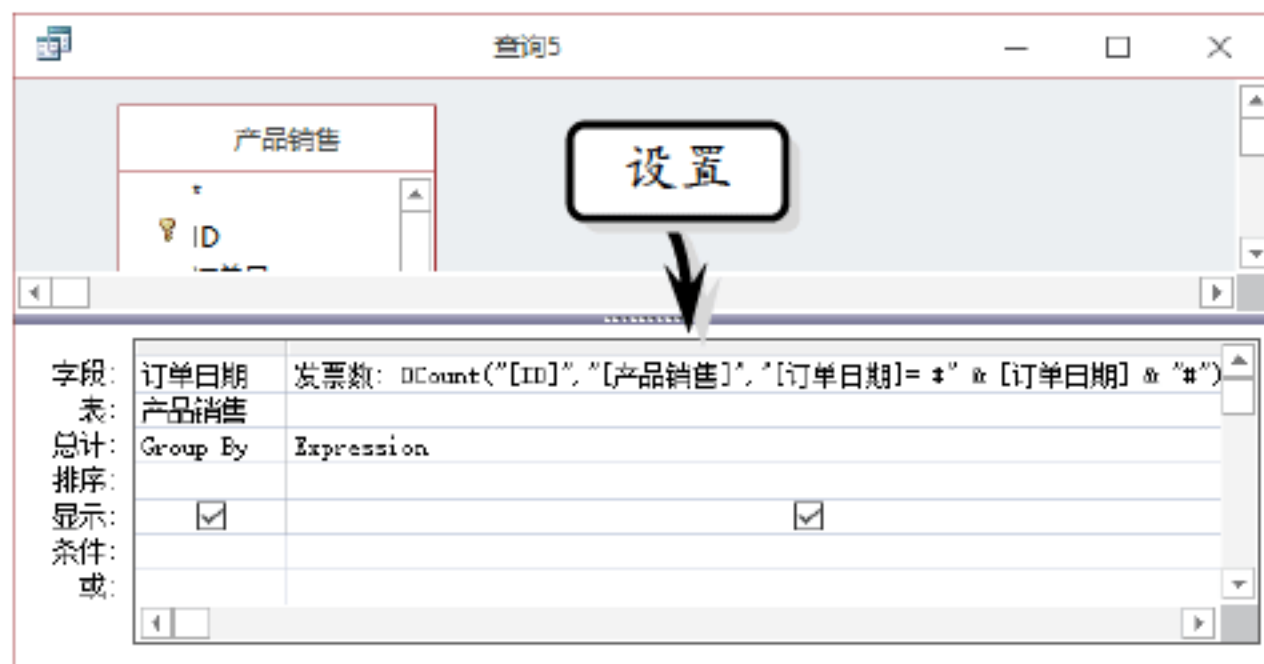 查询5
产品销售
*
ID
设置
字段: 订单日期 发票数: DCount("[ID]","[产品销售]","[订单日期]= #" & [订单日期] & "#")
表: 产品销售
总计: Group By Expression
排序:
显示:
条件:
或: